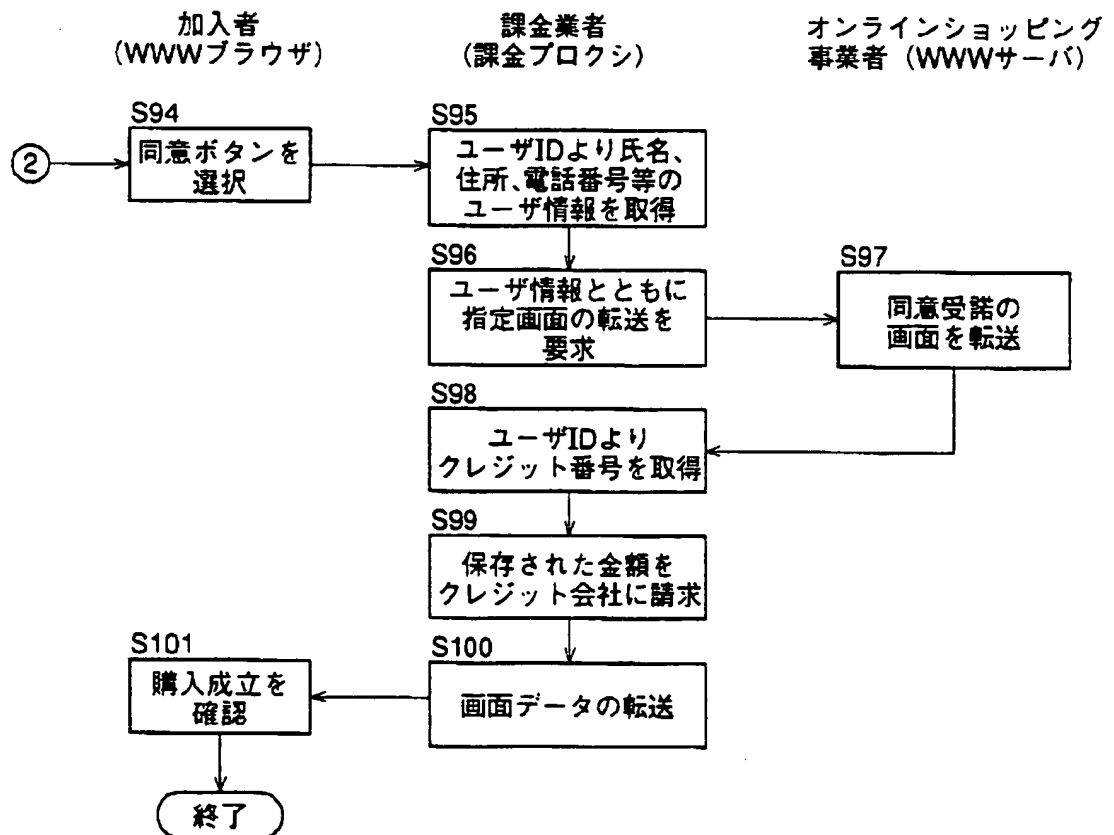 加入者
(WWWブラウザ)
課金業者
(課金プロクシ)
オンラインショッピング
事業者 (WWWサーバ)
S94
②
同意ボタンを
選択
S95
ユーザIDより氏名、
住所、電話番号等の
ユーザ情報を取得
S96
ユーザ情報とともに
指定画面の転送を
要求
S97
同意受諾の
画面を転送
S98
ユーザIDより
クレジット番号を取得
S99
保存された金額を
クレジット会社に請求
S100
画面データの転送
S101
購入成立を
確認
終了